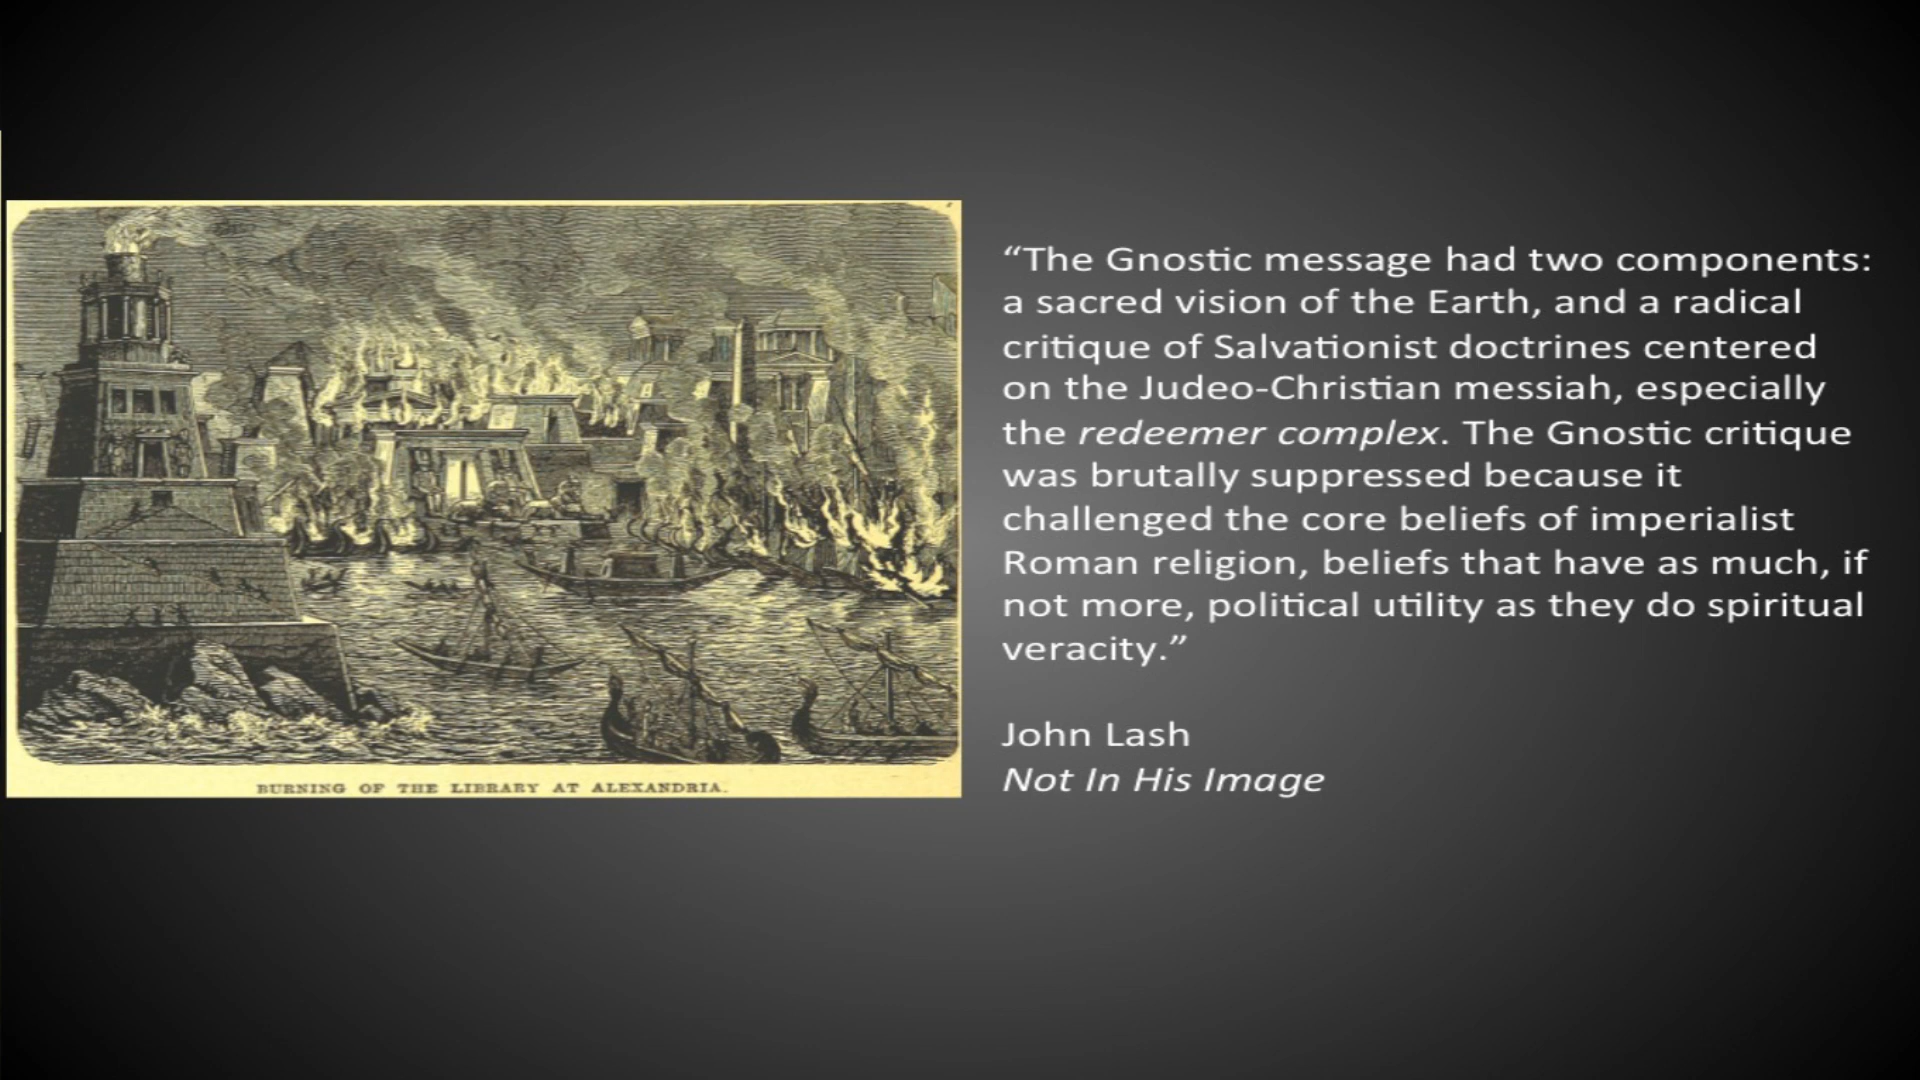 BURNING OF THE LIBRARY AT ALEXANDRIA.
“The Gnostic message had two components:
a sacred vision of the Earth, and a radical
critique of Salvationist doctrines centered
on the Judeo-Christian messiah, especially
the redeemer complex. The Gnostic critique
was brutally suppressed because it
challenged the core beliefs of imperialist
Roman religion, beliefs that have as much, if
not more, political utility as they do spiritual
veracity.”
John Lash
Not In His Image